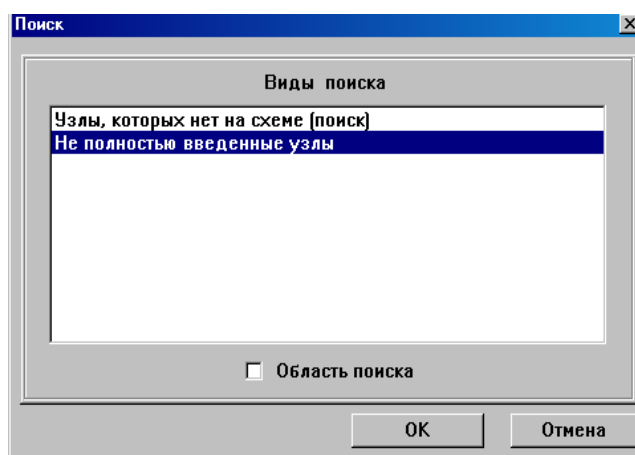 Поиск
Виды поиска
Узлы, которых нет на схеме (поиск)
Не полностью введенные узлы
Область поиска
OK
Отмена